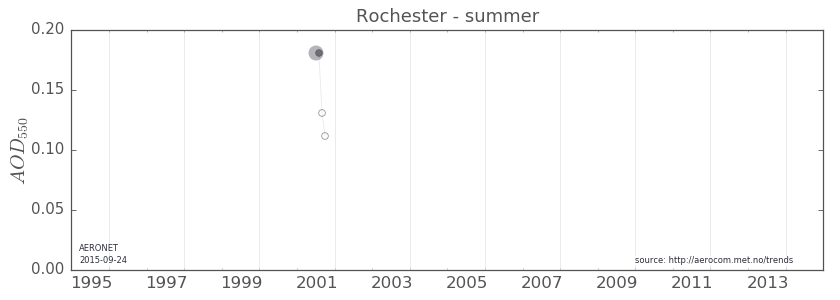 Rochester - summer
0.20
0.15
0.10
0.05
0.00
AOD550
AERONET
2015-09-24
source: http://aerocom.met.no/trends
1995 1997 1999 2001 2003 2005 2007 2009 2011 2013